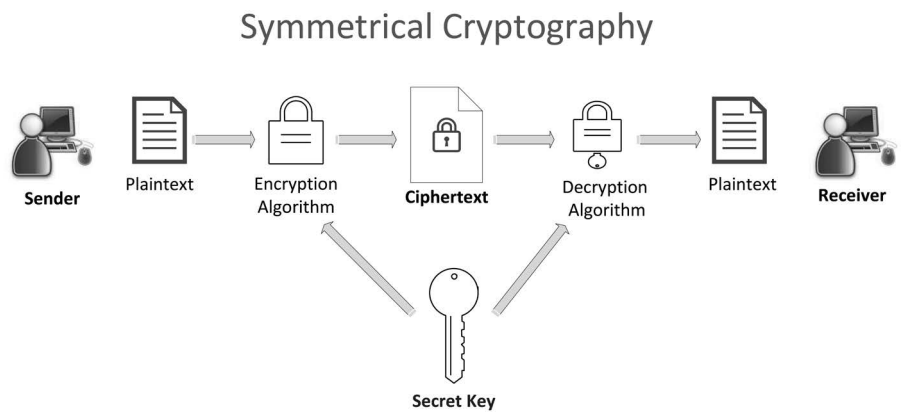 Symmetrical Cryptography
Sender
Plaintext
Encryption
Algorithm
Ciphertext
Decryption
Algorithm
Plaintext
Receiver
Secret Key